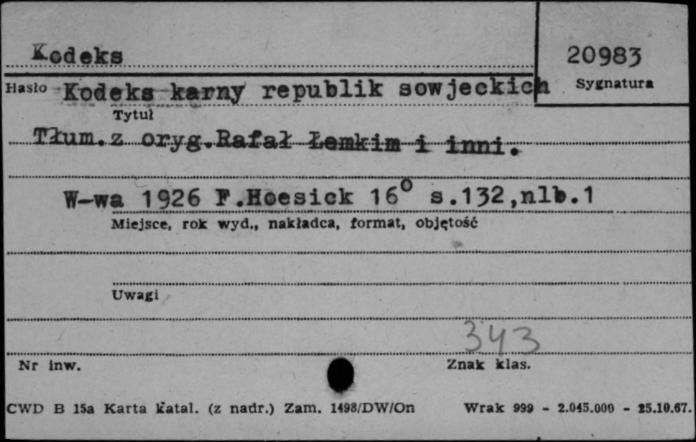 Kodeks
20983
Hasło Kodeks karny republik sowjeckich
Sygnatura
Tytuł
Tłum.z oryg.Rafał Łemkim i inni.
W-wa 1926 F.Hoesick 16° s.132,nlb.1
Miejsce, rok wyd., nakładca, format, objętość
Uwagi
343
Nr inw.
Znak klas.
CWD B 15a Karta katal. (z nadr.) Zam. 1498/DW/On Wrak 999 - 2.045.000 - 25.10.67.